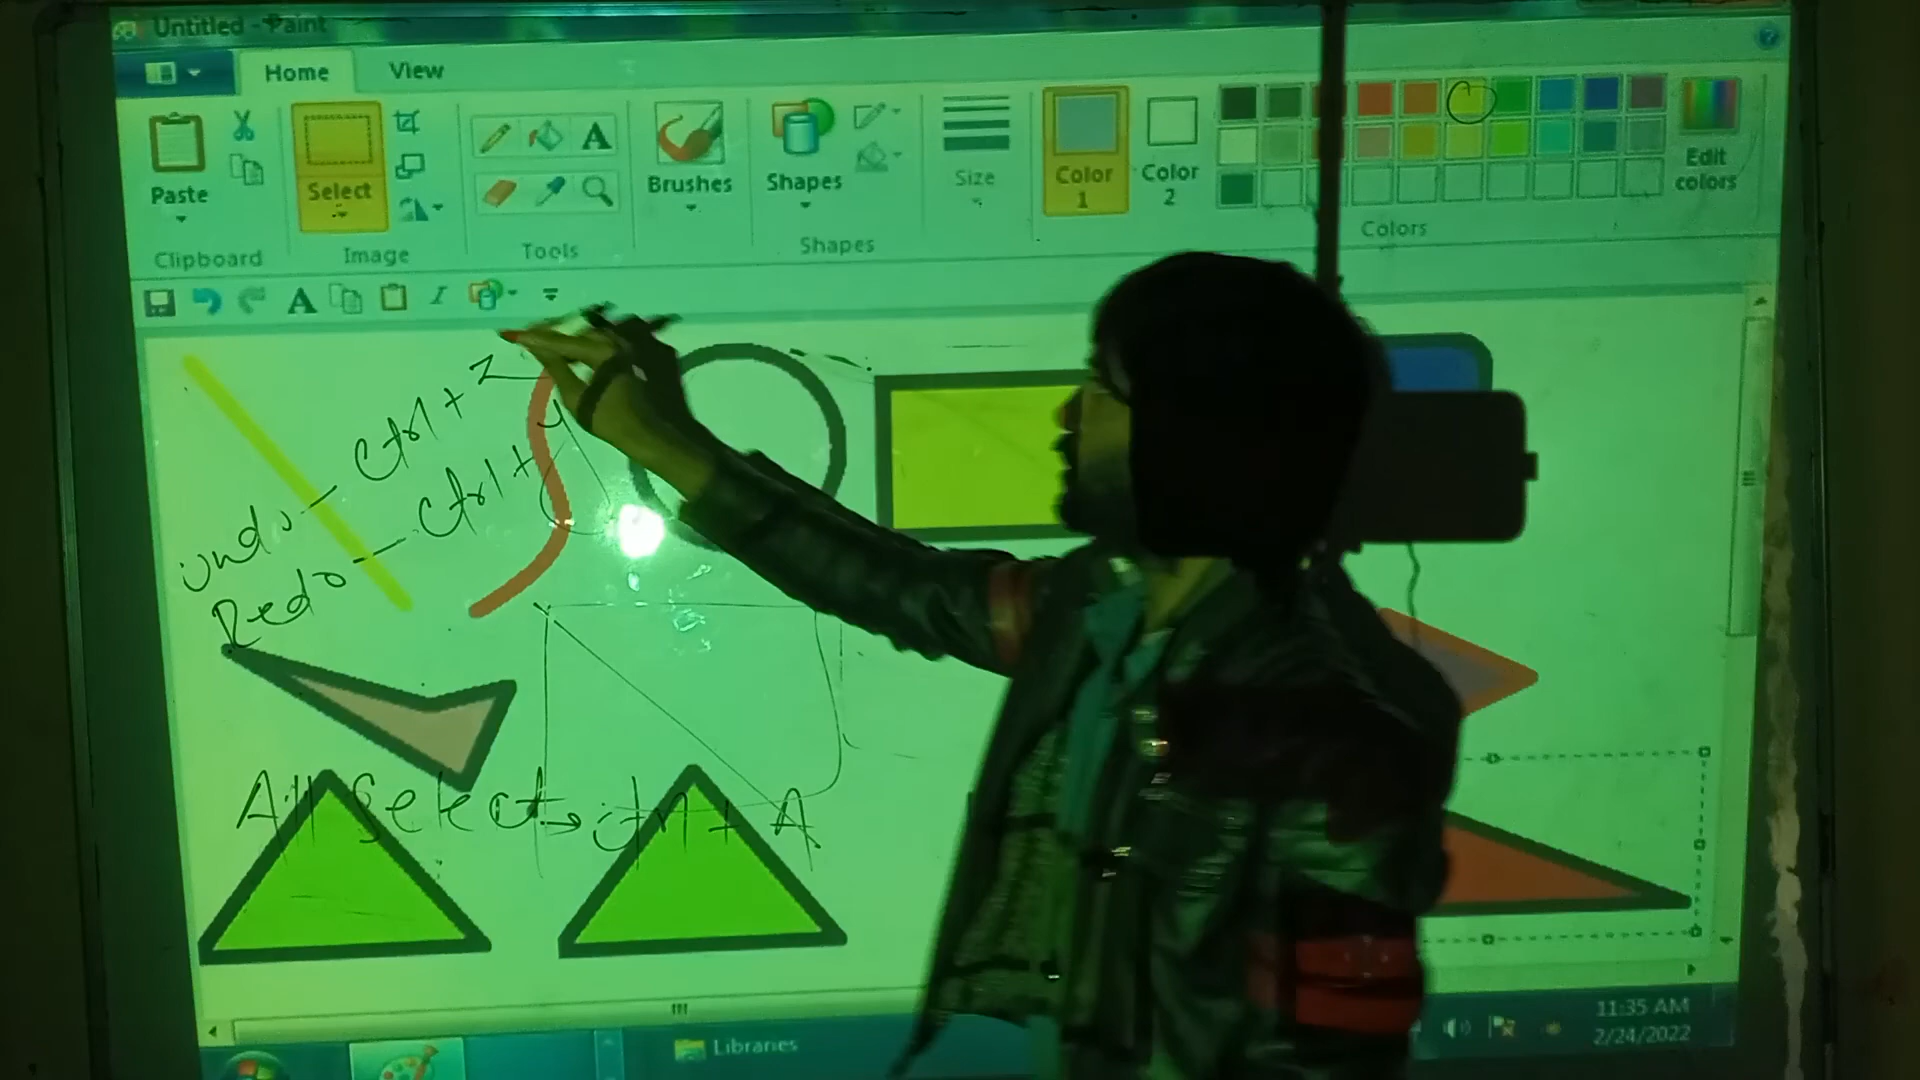 Untitled - Paint
Home View
Paste
Select
Brushes
Shapes
Size
Color 1
Color 2
Edit colors
Clipboard
Image
Tools
Shapes
Colors
Undo - Ctrl + Z
Redo - Ctrl + y
All Select → ctrl + A
Libraries
11:35 AM
2/24/2022